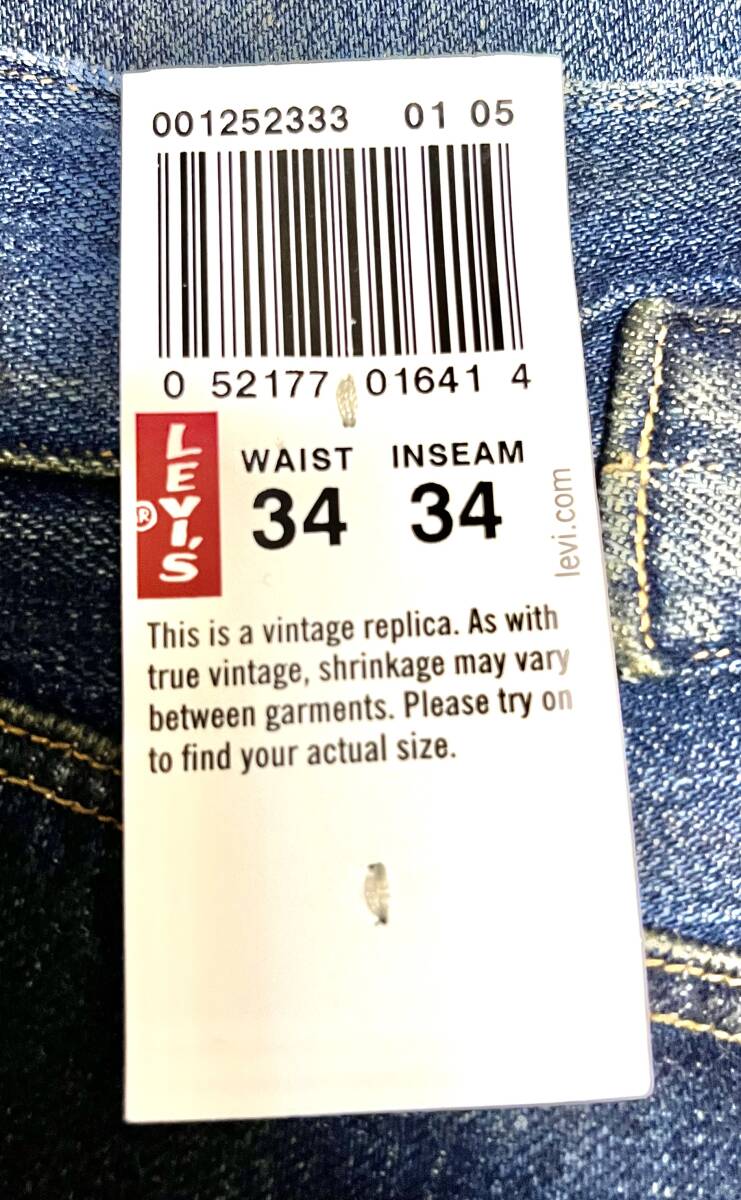 001252333 01 05
0 52177 01641 4
LEVI'S
®
WAIST INSEAM
34 34
levi.com
This is a vintage replica. As with
true vintage, shrinkage may vary
between garments. Please try on
to find your actual size.